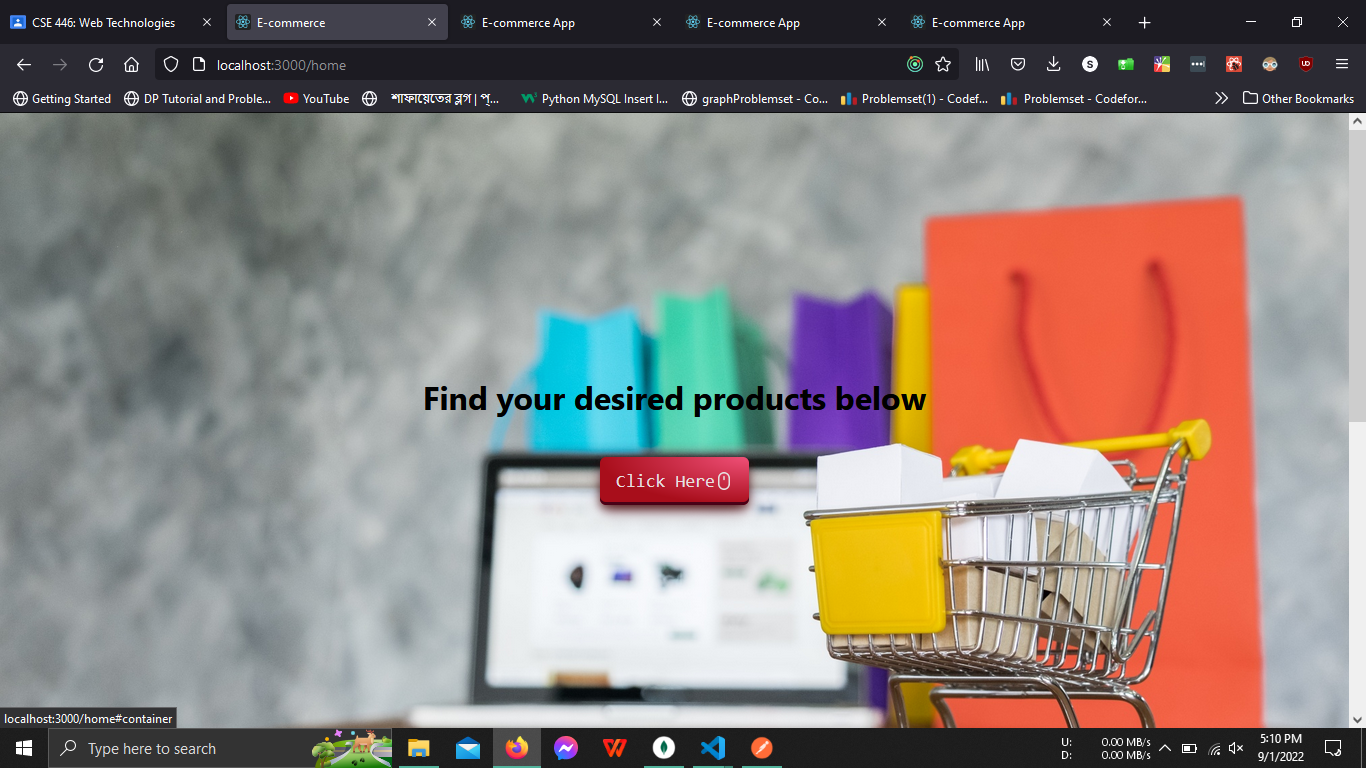 CSE 446: Web Technologies
E-commerce
E-commerce App
E-commerce App
E-commerce App
localhost:3000/home
Getting Started
DP Tutorial and Proble...
YouTube
শাফায়েতের ব্লগ | প্...
Python MySQL Insert I...
graphProblemset - Co...
Problemset(1) - Codef...
Problemset - Codefor...
Other Bookmarks
Find your desired products below
Click Here
localhost:3000/home#container
Type here to search
U: 0.00 MB/s
D: 0.00 MB/s
5:10 PM
9/1/2022